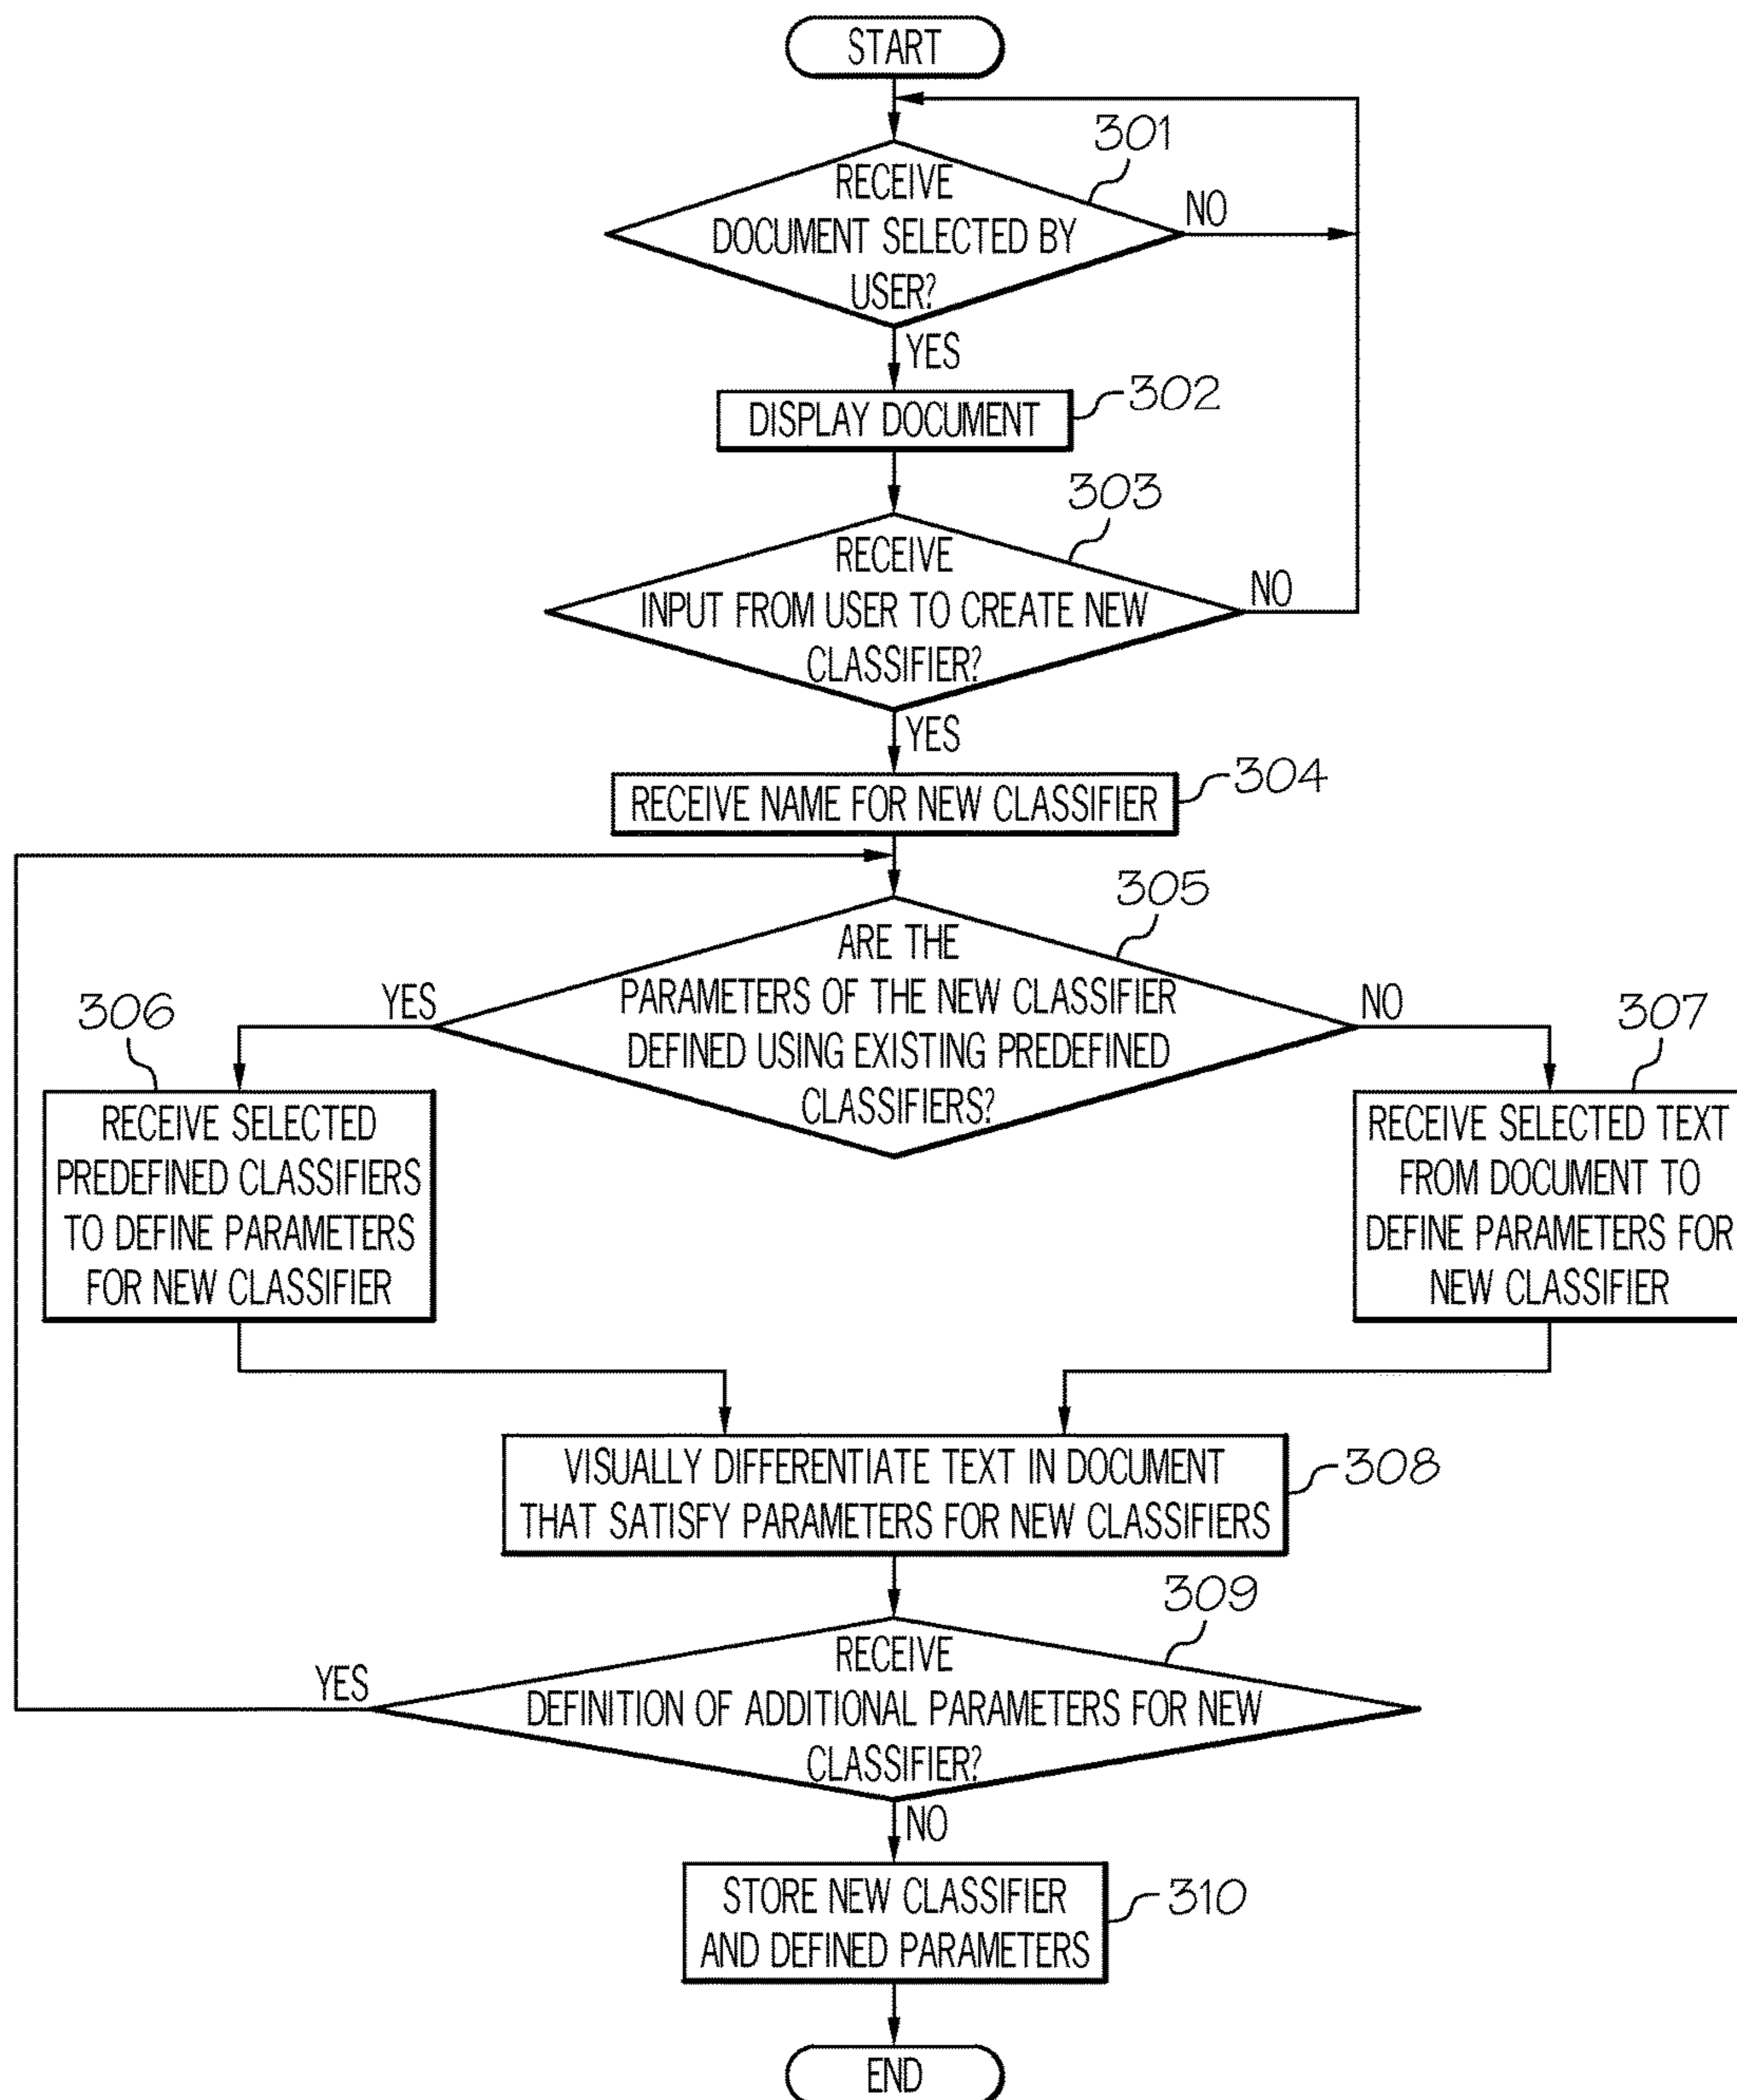 START
301
RECEIVE
DOCUMENT SELECTED BY
USER?
NO
YES
DISPLAY DOCUMENT
302
303
RECEIVE
INPUT FROM USER TO CREATE NEW
CLASSIFIER?
NO
YES
RECEIVE NAME FOR NEW CLASSIFIER
304
305
ARE THE
PARAMETERS OF THE NEW CLASSIFIER
DEFINED USING EXISTING PREDEFINED
CLASSIFIERS?
YES
NO
306
RECEIVE SELECTED
PREDEFINED CLASSIFIERS
TO DEFINE PARAMETERS
FOR NEW CLASSIFIER
307
RECEIVE SELECTED TEXT
FROM DOCUMENT TO
DEFINE PARAMETERS FOR
NEW CLASSIFIER
VISUALLY DIFFERENTIATE TEXT IN DOCUMENT
THAT SATISFY PARAMETERS FOR NEW CLASSIFIERS
308
309
RECEIVE
DEFINITION OF ADDITIONAL PARAMETERS FOR NEW
CLASSIFIER?
YES
NO
STORE NEW CLASSIFIER
AND DEFINED PARAMETERS
310
END